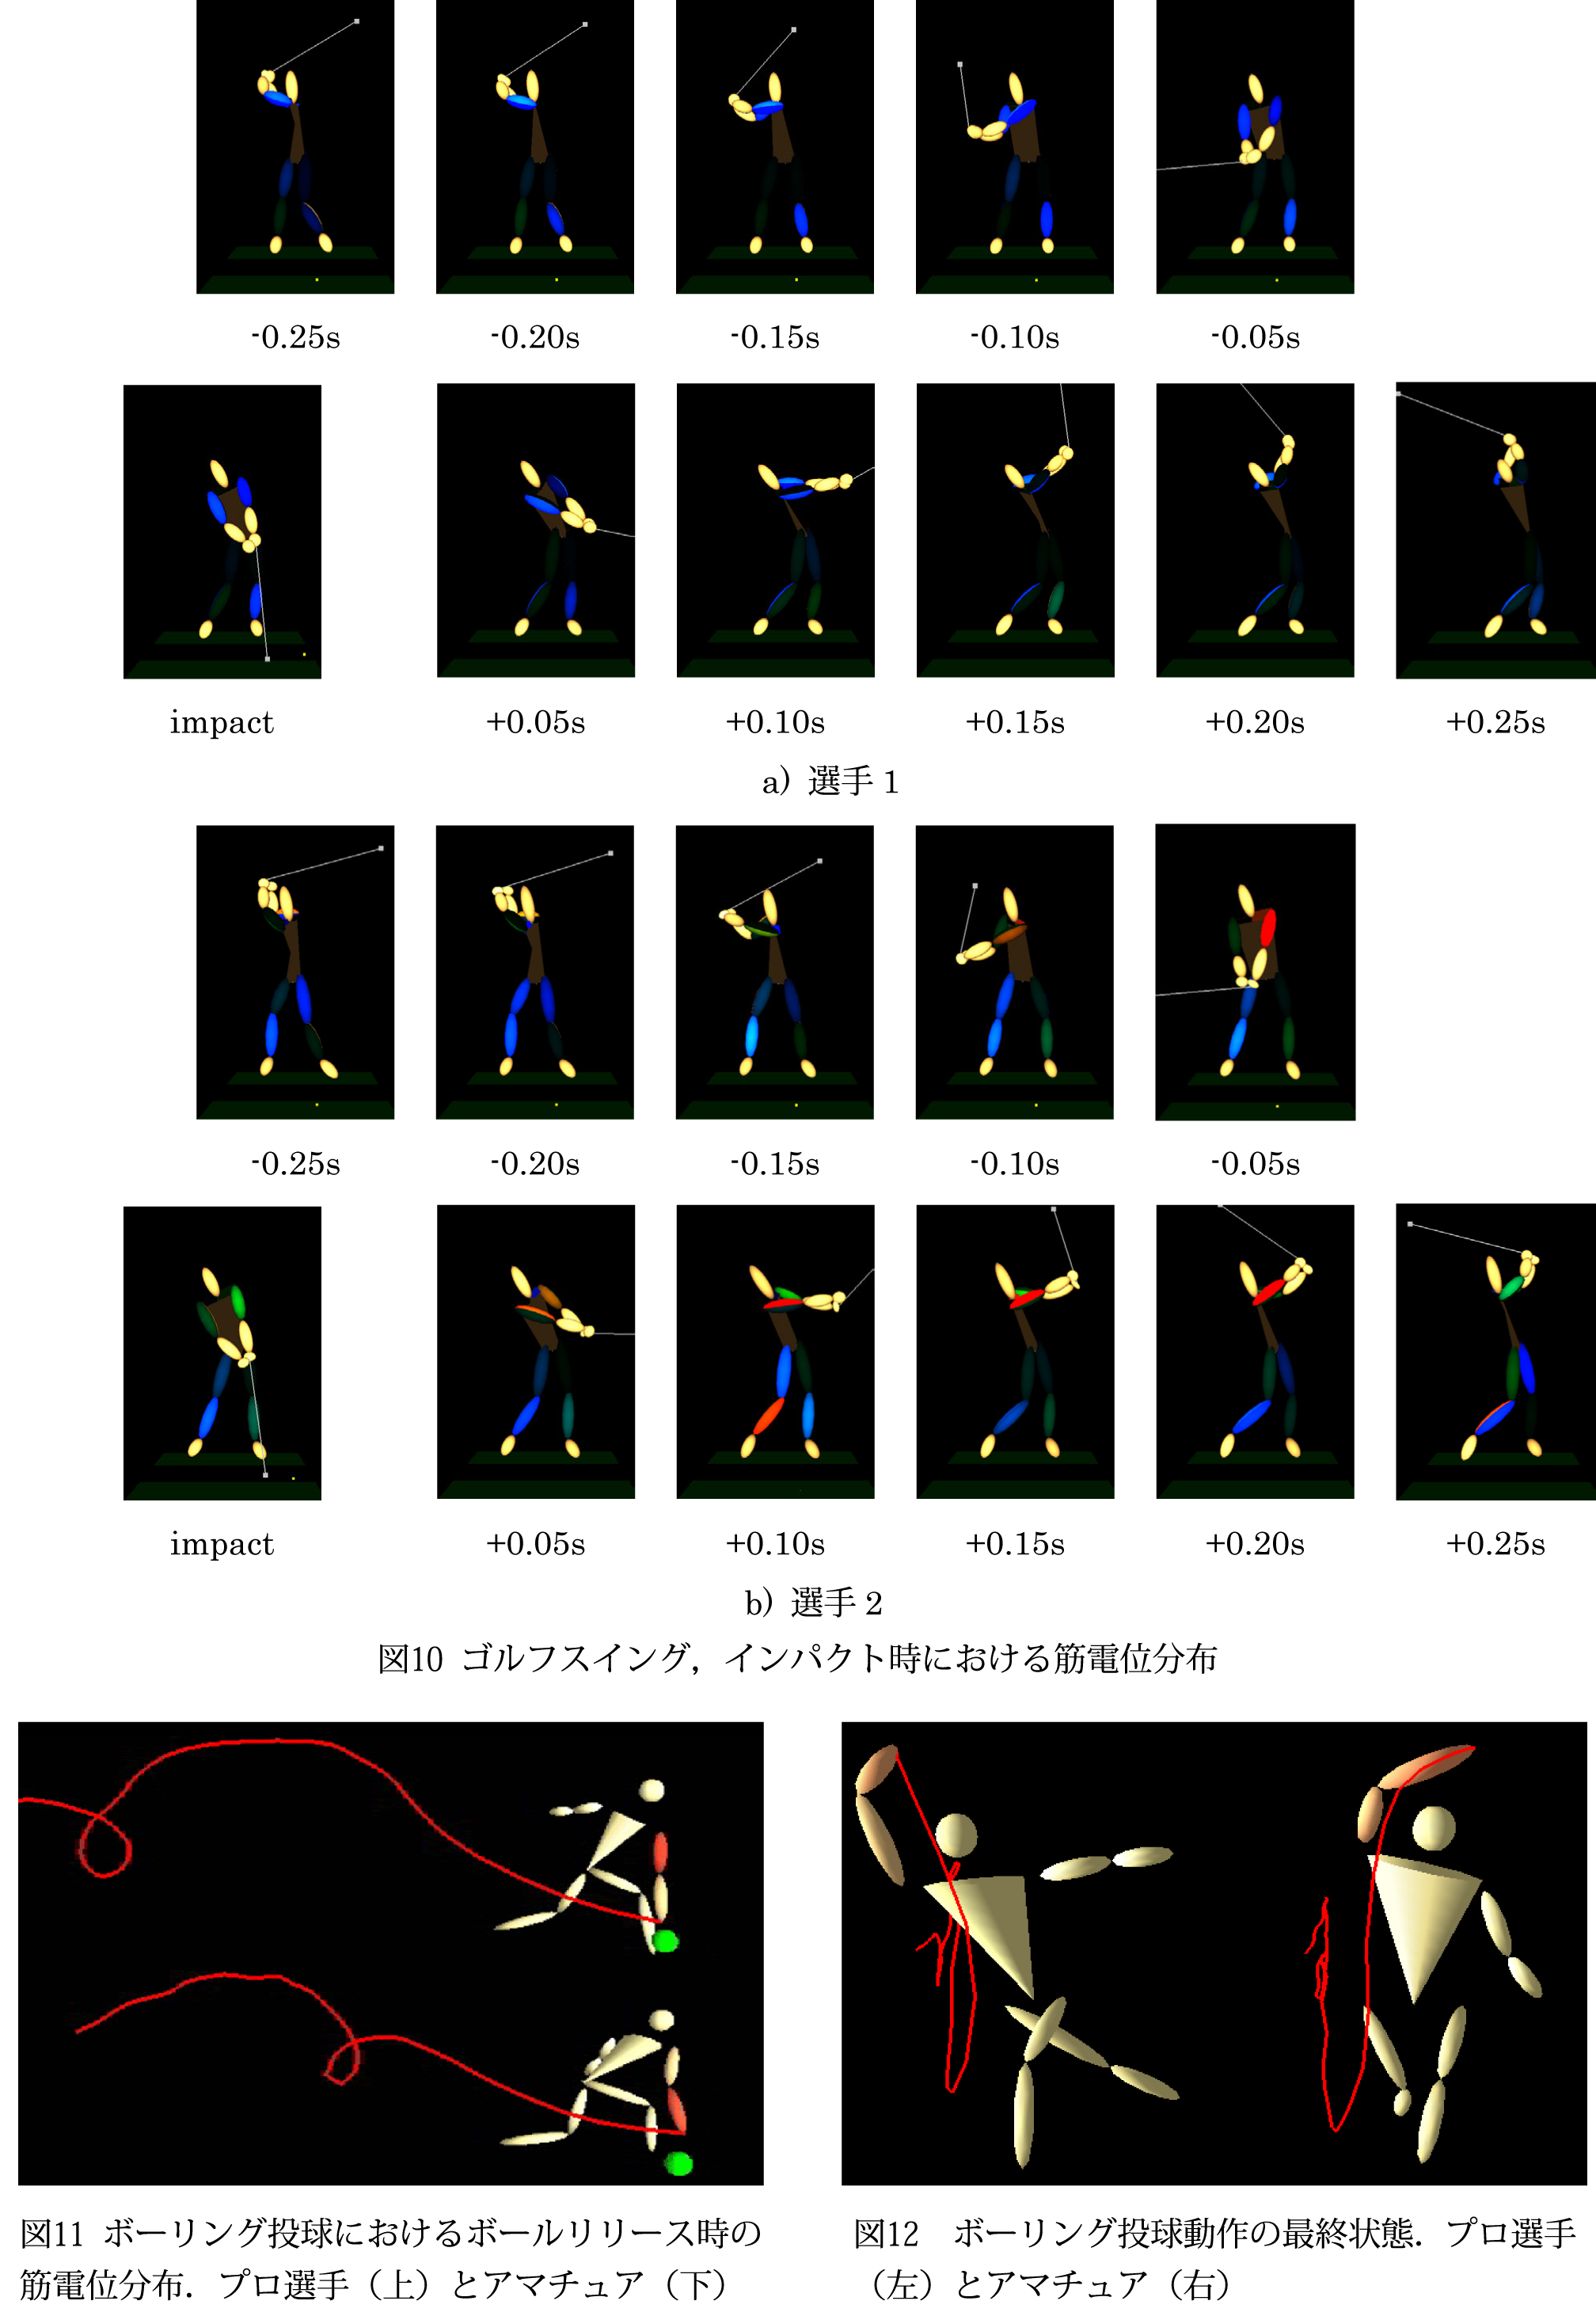 -0.25s
-0.20s
-0.15s
-0.10s
-0.05s
impact
+0.05s
+0.10s
+0.15s
+0.20s
+0.25s
a) 選手 1
-0.25s
-0.20s
-0.15s
-0.10s
-0.05s
impact
+0.05s
+0.10s
+0.15s
+0.20s
+0.25s
b) 選手 2
図10 ゴルフスイング，インパクト時における筋電位分布
図11 ボーリング投球におけるボールリリース時の
筋電位分布．プロ選手（上）とアマチュア（下）
図12　ボーリング投球動作の最終状態．プロ選手
（左）とアマチュア（右）